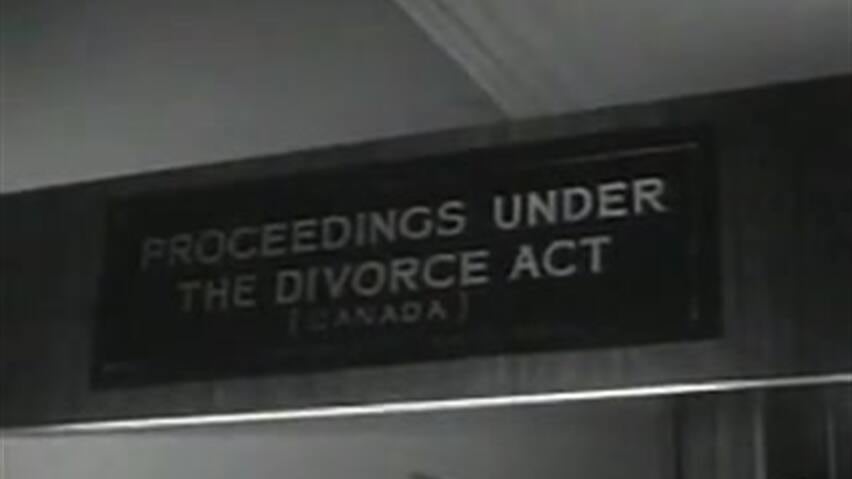 PROCEEDINGS UNDER
THE DIVORCE ACT
(CANADA)